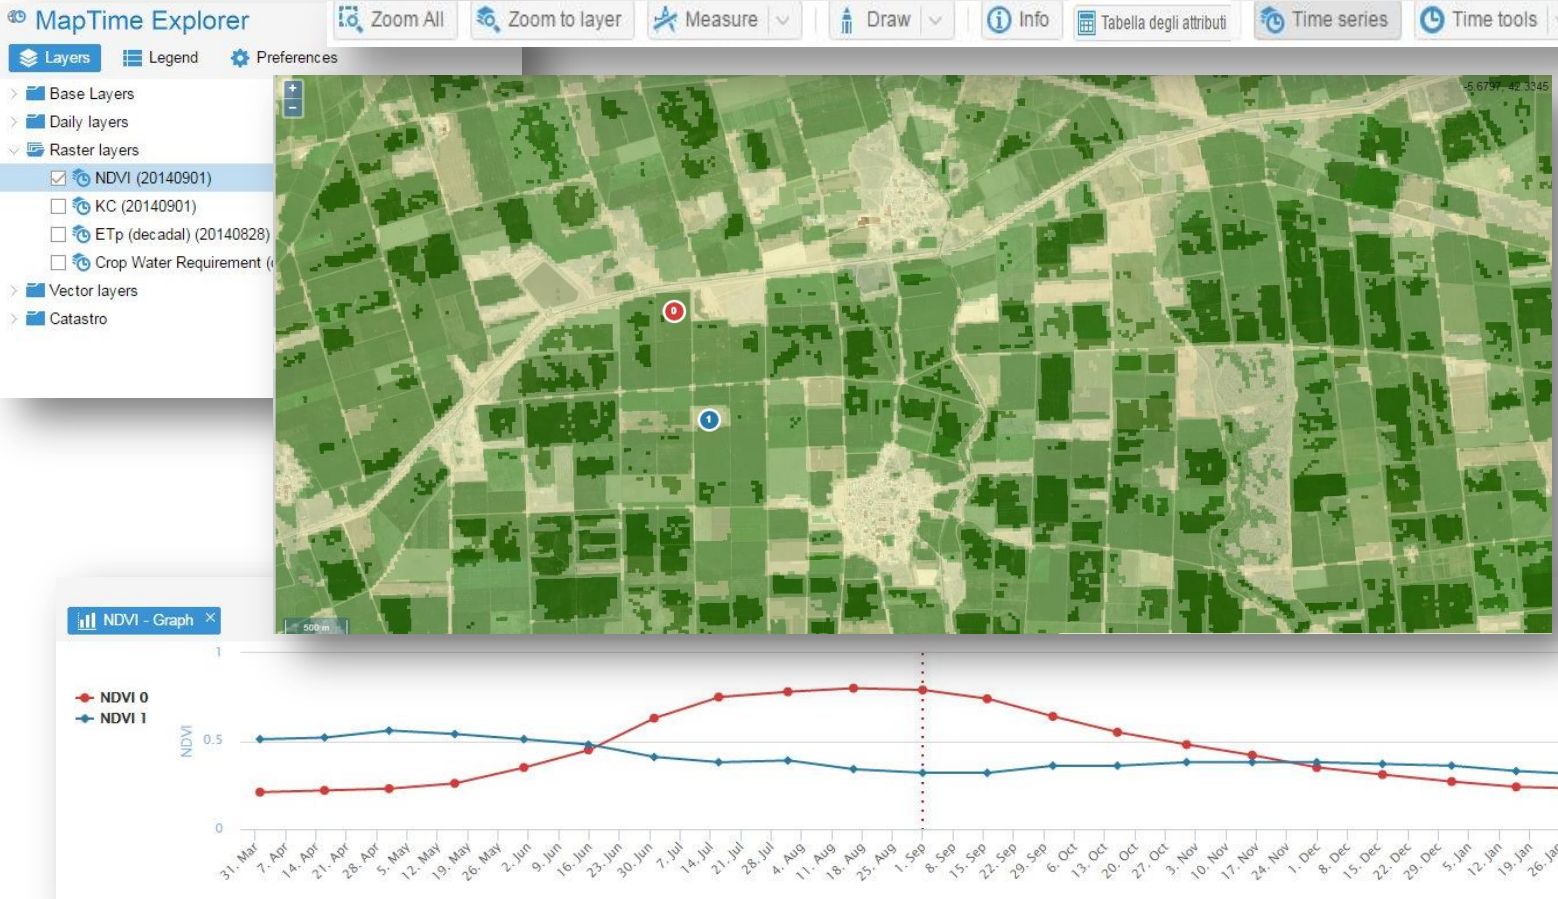 MapTime Explorer
Zoom All Zoom to layer Measure Draw Info Tabella degli attributi Time series Time tools
Layers Legend Preferences
Base Layers
Daily layers
Raster layers
NDVI (20140901)
KC (20140901)
ETp (decadal) (20140828)
Crop Water Requirement (
Vector layers
Catastro
+
-
-5.6797, 42.3345
0
1
500 m
NDVI - Graph
NDVI 0
NDVI 1
NDVI
1
0.5
0
31. Mar 7. Apr 14. Apr 21. Apr 28. Apr 5. May 12. May 19. May 26. May 2. Jun 9. Jun 16. Jun 23. Jun 30. Jun 7. Jul 14. Jul 21. Jul 28. Jul 4. Aug 11. Aug 18. Aug 25. Aug 1. Sep 8. Sep 15. Sep 22. Sep 29. Sep 6. Oct 13. Oct 20. Oct 27. Oct 3. Nov 10. Nov 17. Nov 24. Nov 1. Dec 8. Dec 15. Dec 22. Dec 29. Dec 5. Jan 12. Jan 19. Jan 26.